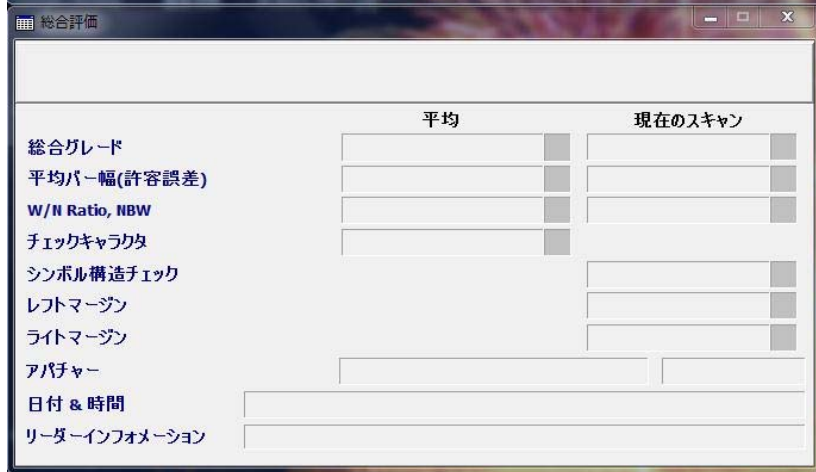 総合評価
平均 現在のスキャン
総合グレード
平均バー幅(許容誤差)
W/N Ratio, NBW
チェックキャラクタ
シンボル構造チェック
レフトマージン
ライトマージン
アパチャー
日付 & 時間
リーダーインフォメーション